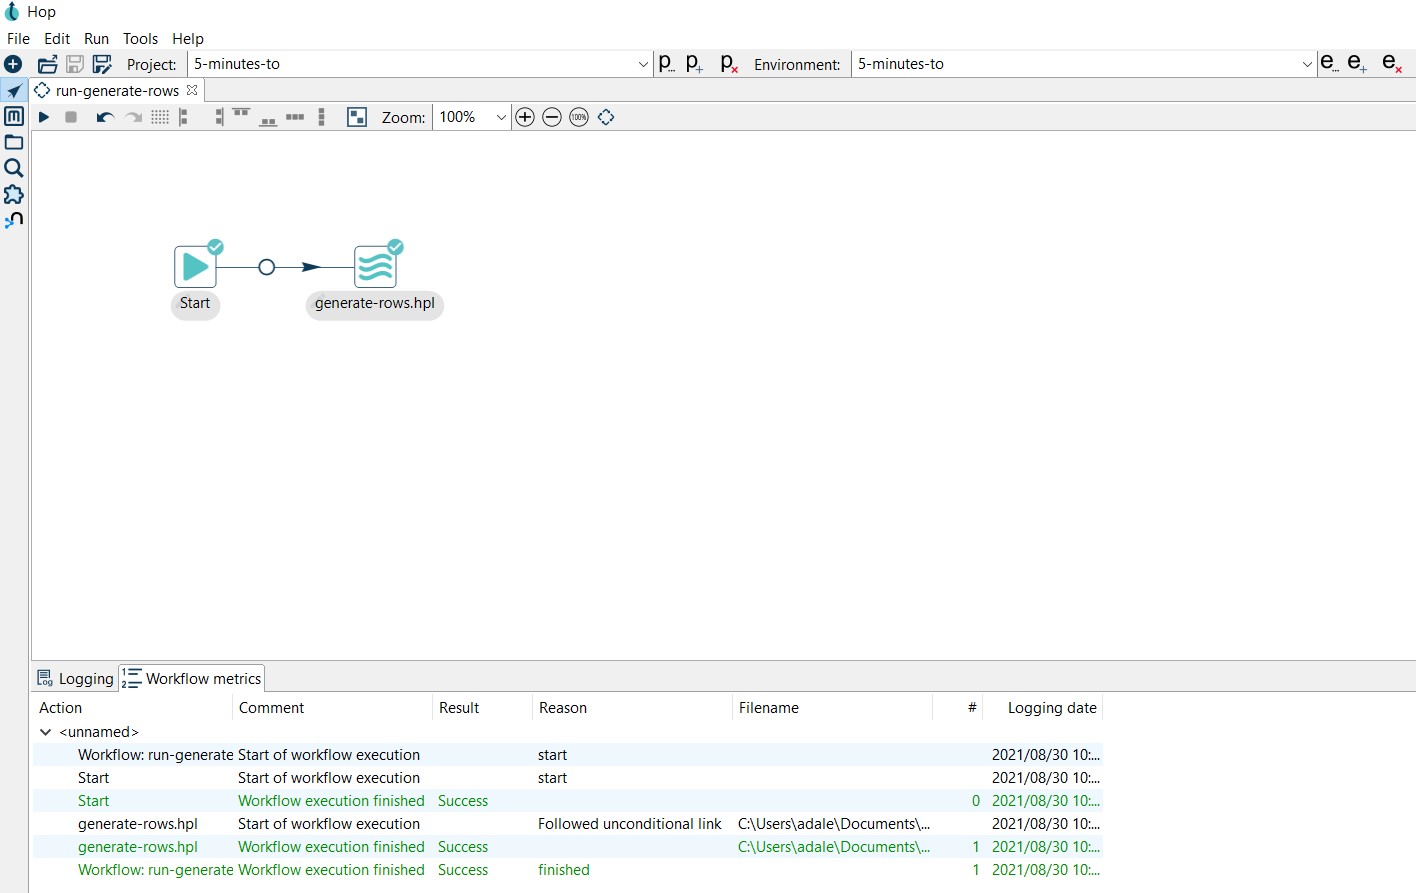 Hop
File Edit Run Tools Help
Project: 5-minutes-to p... p+ px Environment: 5-minutes-to e... e+ ex
run-generate-rows
Zoom: 100% 100%
Start generate-rows.hpl
Logging Workflow metrics
Action Comment Result Reason Filename # Logging date
<unnamed>
Workflow: run-generate Start of workflow execution start 2021/08/30 10:...
Start Start of workflow execution start 2021/08/30 10:...
Start Workflow execution finished Success 0 2021/08/30 10:...
generate-rows.hpl Start of workflow execution Followed unconditional link C:\Users\adale\Documents\... 2021/08/30 10:...
generate-rows.hpl Workflow execution finished Success C:\Users\adale\Documents\... 1 2021/08/30 10:...
Workflow: run-generate Workflow execution finished Success finished 1 2021/08/30 10:...